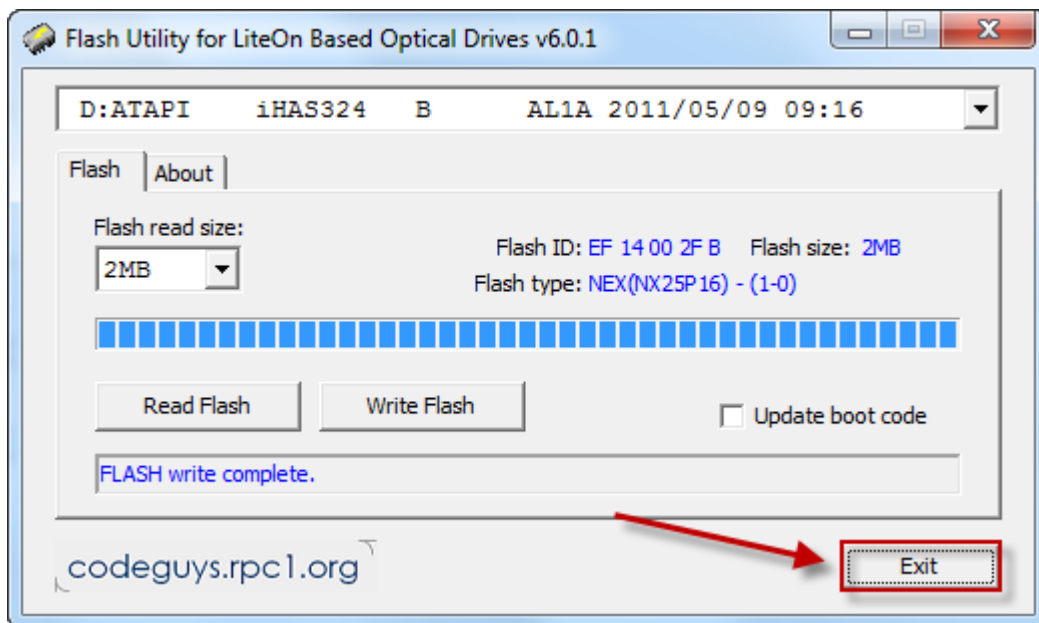 Flash Utility for LiteOn Based Optical Drives v6.0.1
D:ATAPI iHAS324 B AL1A 2011/05/09 09:16
Flash About
Flash read size:
2MB
Flash ID: EF 14 00 2F B Flash size: 2MB
Flash type: NEX(NX25P16) - (1-0)
Read Flash Write Flash Update boot code
FLASH write complete.
codeguys.rpc1.org Exit